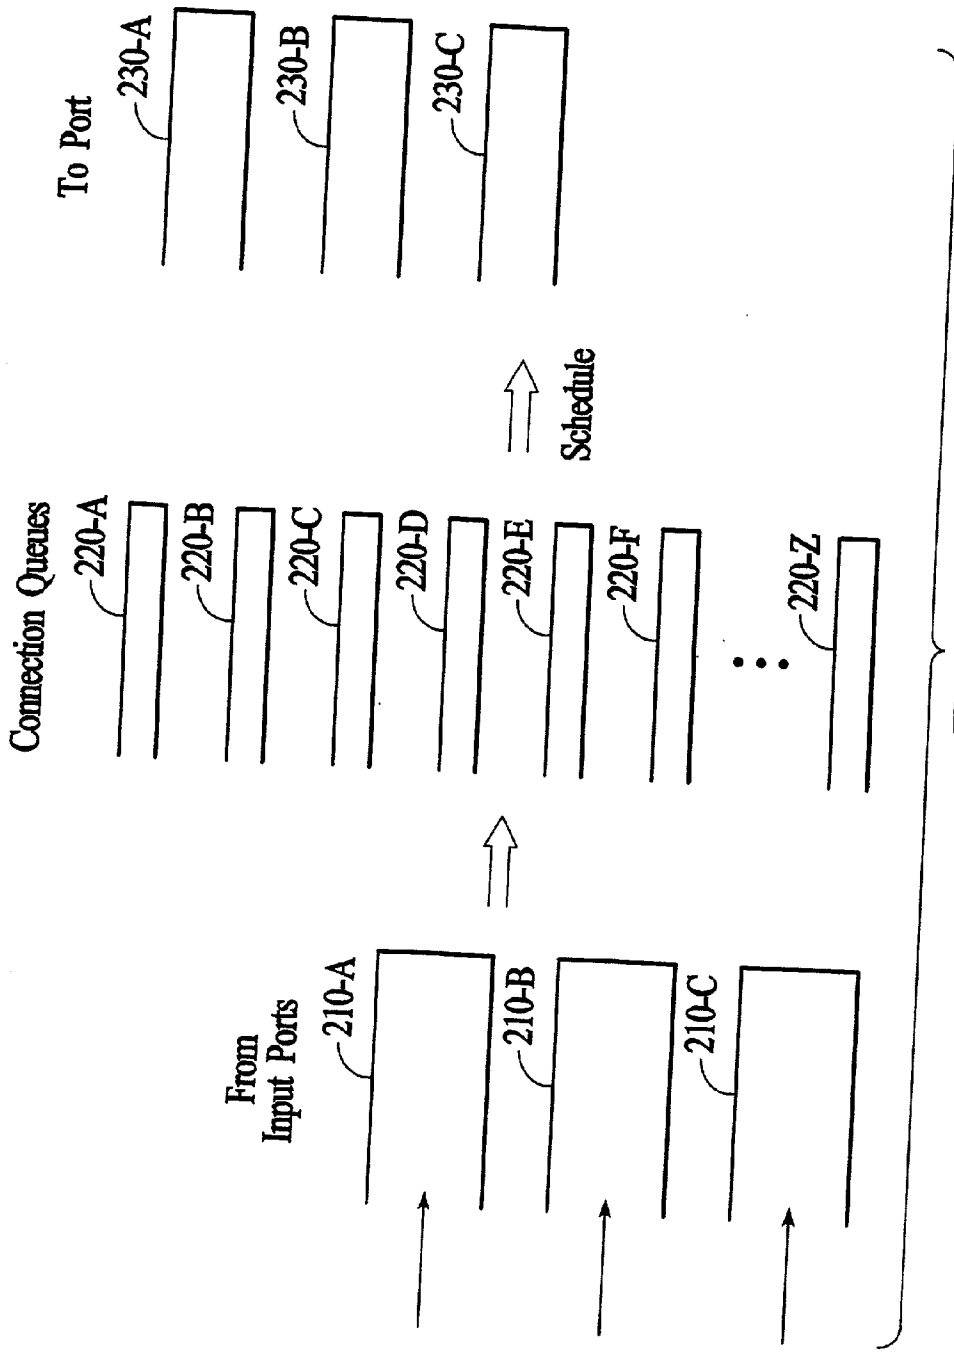 From
Input Ports
210-A
210-B
210-C
Connection Queues
220-A
220-B
220-C
220-D
220-E
220-F
220-Z
Schedule
To Port
230-A
230-B
230-C